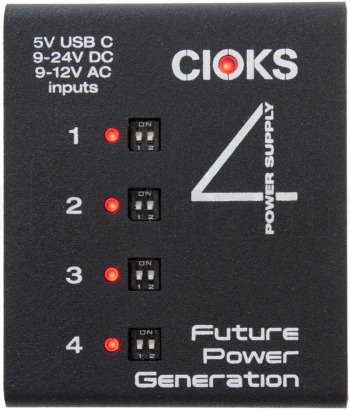 5V USB C
9-24V DC
9-12V AC
inputs
CIOKS
4
POWER SUPPLY
1
ON
1 2
2
ON
1 2
3
ON
1 2
4
ON
1 2
Future
Power
Generation